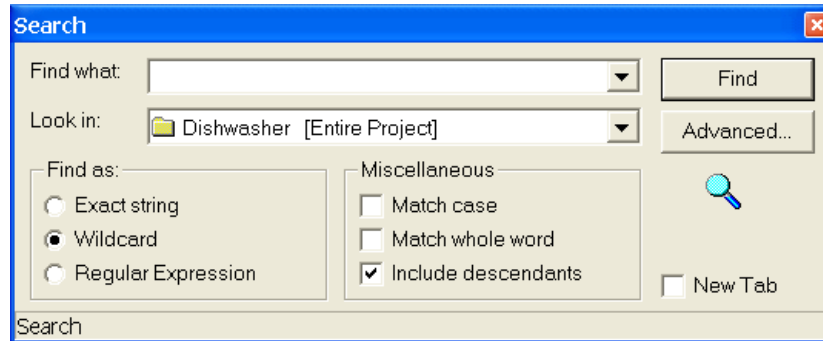 Search
Find what:
Find
Look in:
Dishwasher [Entire Project]
Advanced...
Find as:
Miscellaneous
Exact string
Match case
Wildcard
Match whole word
Regular Expression
Include descendants
New Tab
Search